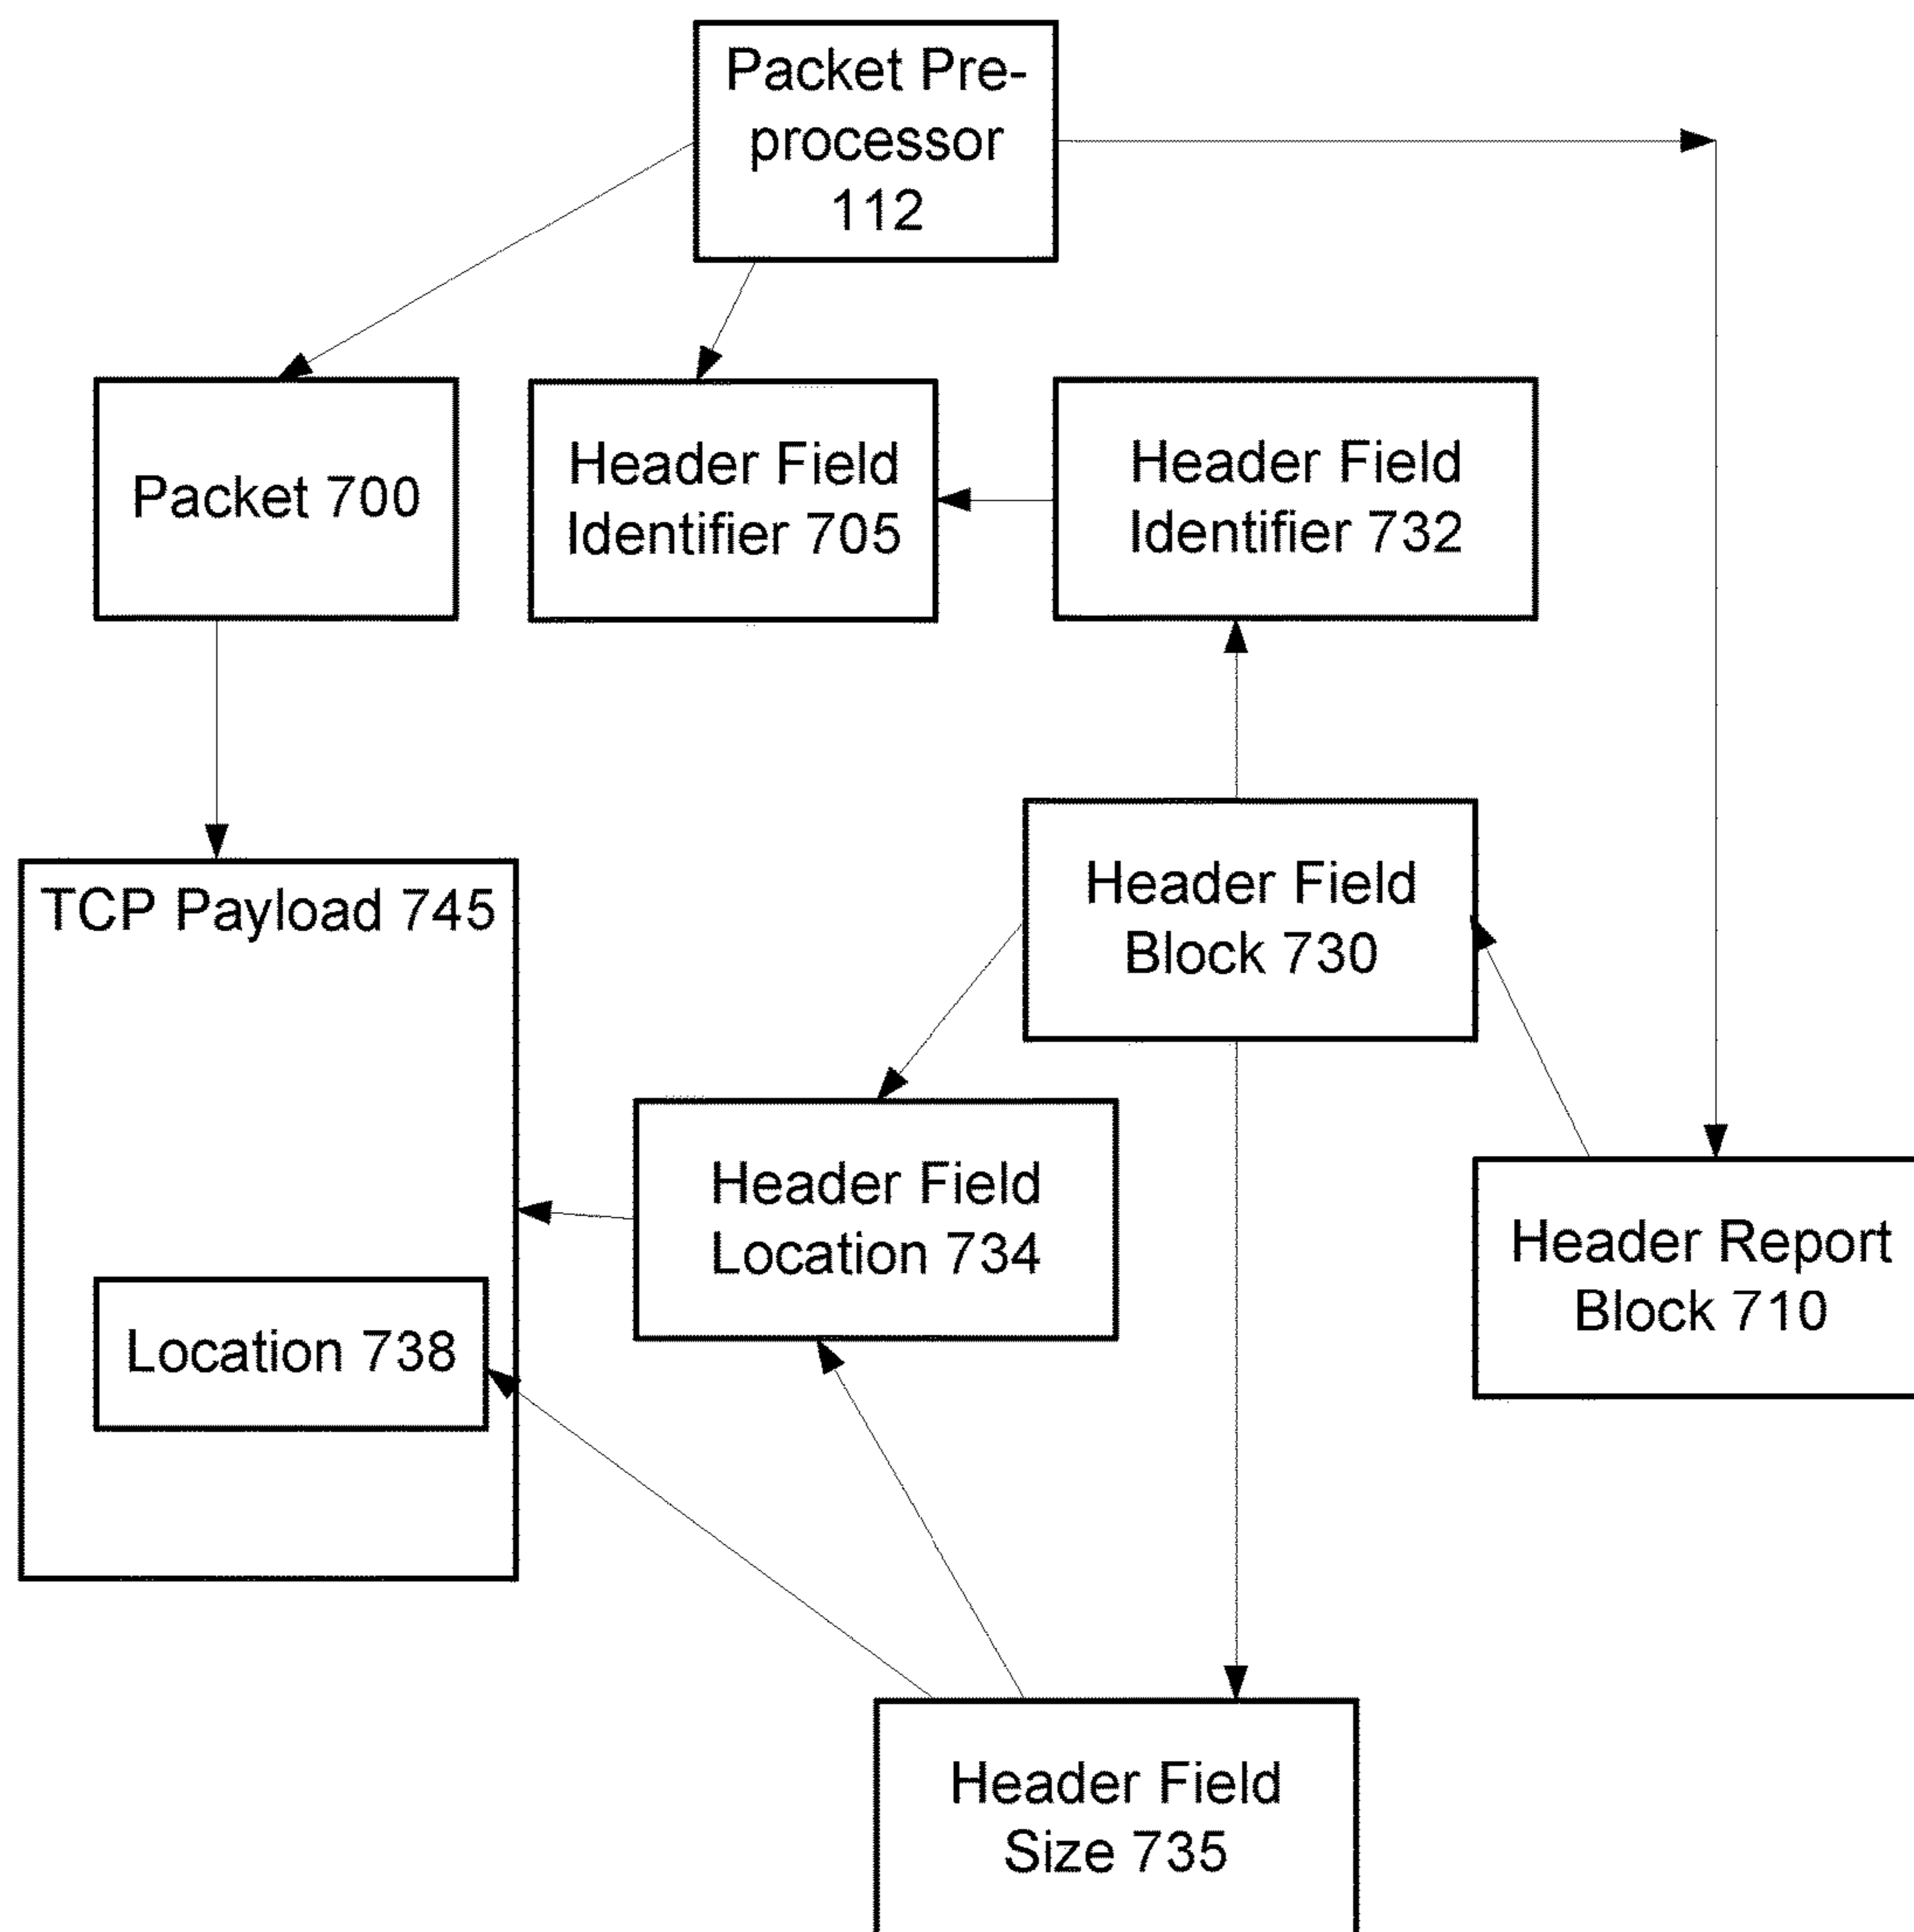 Packet Pre-
processor
112
Packet 700
Header Field
Identifier 705
Header Field
Identifier 732
TCP Payload 745
Header Field
Block 730
Header Field
Location 734
Header Report
Block 710
Location 738
Header Field
Size 735